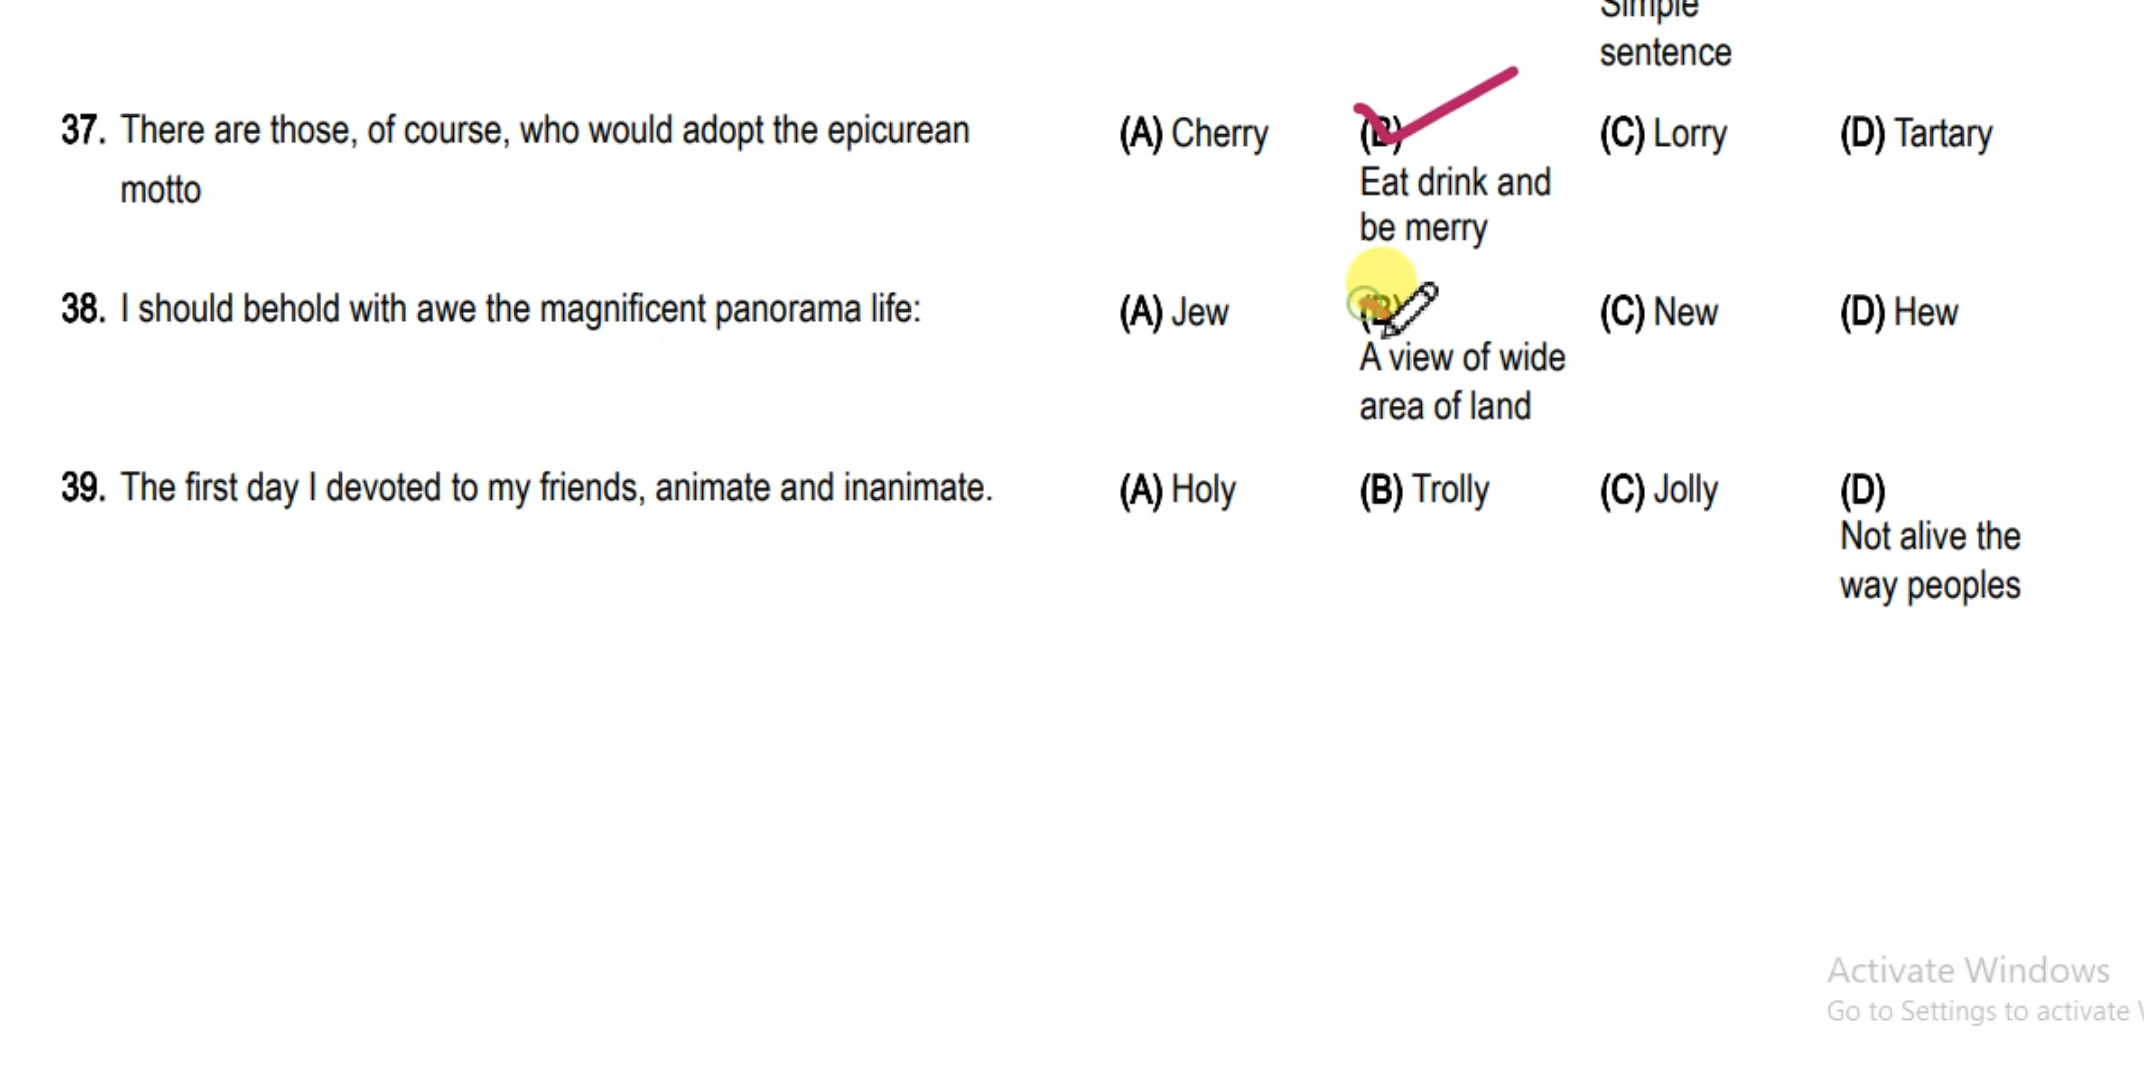 Simple
sentence
37. There are those, of course, who would adopt the epicurean
motto
(A) Cherry
(B)
Eat drink and
be merry
(C) Lorry
(D) Tartary
38. I should behold with awe the magnificent panorama life:
(A) Jew
(B)
A view of wide
area of land
(C) New
(D) Hew
39. The first day I devoted to my friends, animate and inanimate.
(A) Holy
(B) Trolly
(C) Jolly
(D)
Not alive the
way peoples
Activate Windows
Go to Settings to activate